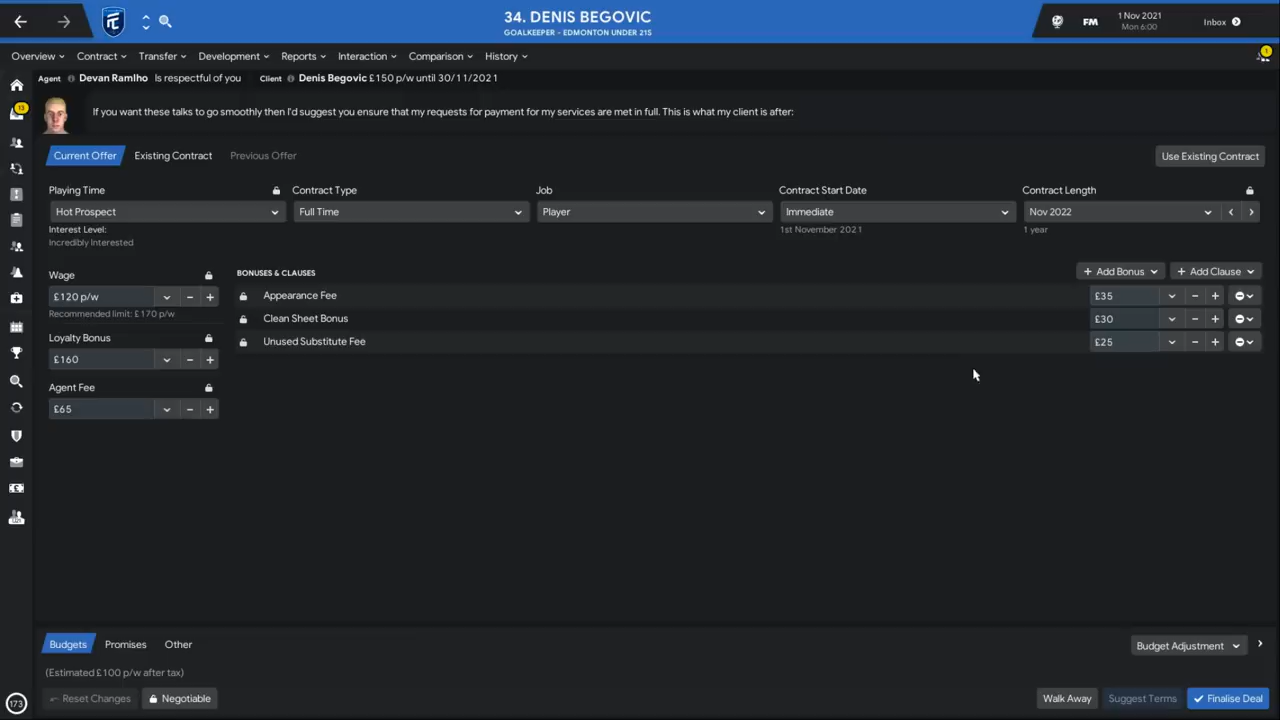 34. DENIS BEGOVIC
GOALKEEPER - EDMONTON UNDER 21S
FM
1 Nov 2021
Mon 6:00
Inbox
Overview
Contract
Transfer
Development
Reports
Interaction
Comparison
History
1
Agent Devan Ramlho Is respectful of you Client Denis Begovic £150 p/w until 30/11/2021
13
If you want these talks to go smoothly then I'd suggest you ensure that my requests for payment for my services are met in full. This is what my client is after:
Current Offer
Existing Contract
Previous Offer
Use Existing Contract
Playing Time
Contract Type
Job
Contract Start Date
Contract Length
Hot Prospect
Full Time
Player
Immediate
Nov 2022
Interest Level:
Incredibly Interested
1st November 2021
1 year
Wage
£120 p/w
Recommended limit: £170 p/w
Loyalty Bonus
£160
Agent Fee
£65
BONUSES & CLAUSES
Add Bonus
Add Clause
Appearance Fee £35
Clean Sheet Bonus £30
Unused Substitute Fee £25
Budgets
Promises
Other
Budget Adjustment
(Estimated £100 p/w after tax)
173
Reset Changes
Negotiable
Walk Away
Suggest Terms
Finalise Deal